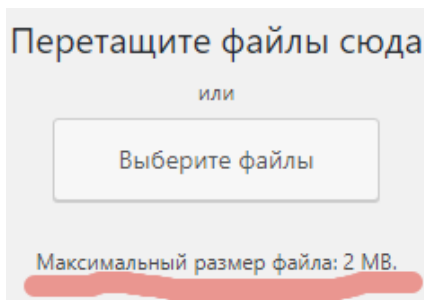 Перетащите файлы сюда
или
Выберите файлы
Максимальный размер файла: 2 MB.